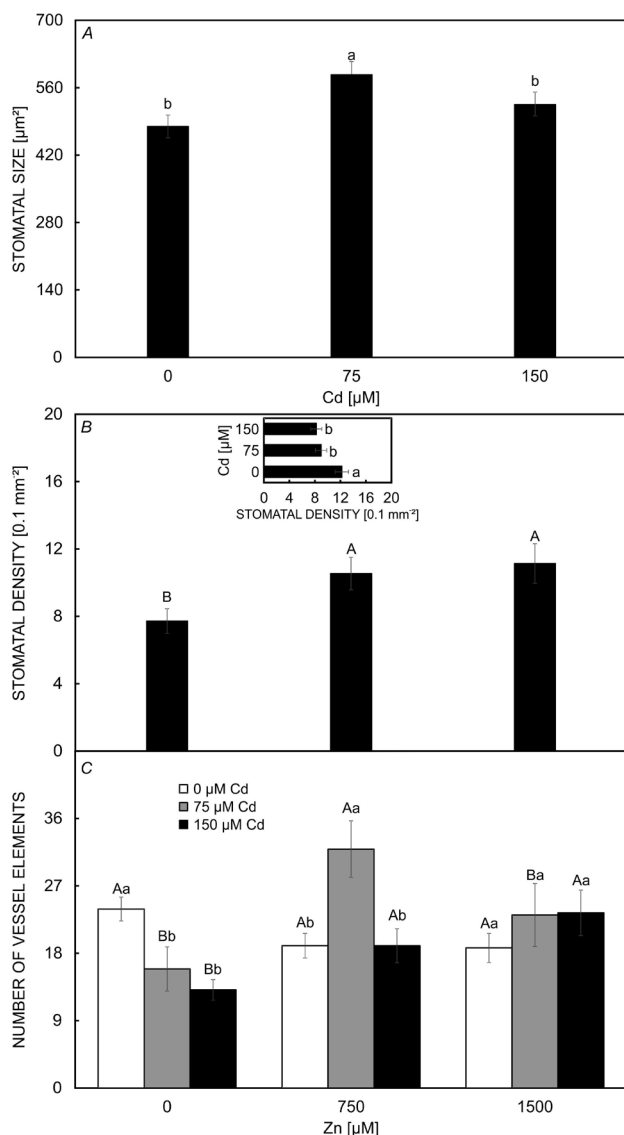 A
700
560
420
280
140
0
STOMATAL SIZE [µm²]
b
a
b
0 75 150
Cd [µM]
B
20
16
12
8
4
0
STOMATAL DENSITY [0.1 mm⁻²]
Cd [µM]
150 b
75 b
0 a
0 4 8 12 16 20
STOMATAL DENSITY [0.1 mm⁻²]
B
A
A
C
36
27
18
9
0
NUMBER OF VESSEL ELEMENTS
0 µM Cd
75 µM Cd
150 µM Cd
Aa
Bb
Bb
Ab
Aa
Ab
Aa
Ba
Aa
0 750 1500
Zn [µM]